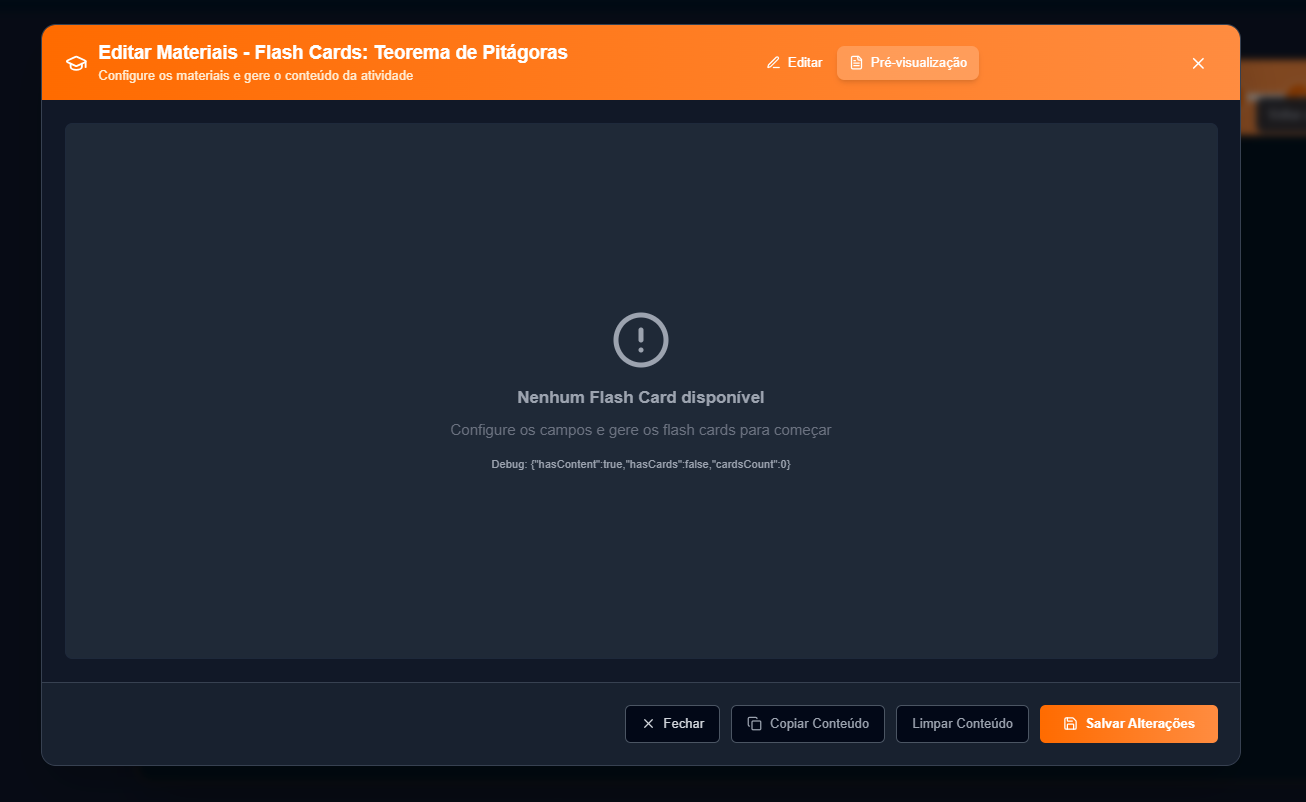 Editar Materiais - Flash Cards: Teorema de Pitágoras
Configure os materiais e gere o conteúdo da atividade
Editar
Pré-visualização
Nenhum Flash Card disponível
Configure os campos e gere os flash cards para começar
Debug: {"hasContent":true,"hasCards":false,"cardsCount":0}
Fechar
Copiar Conteúdo
Limpar Conteúdo
Salvar Alterações